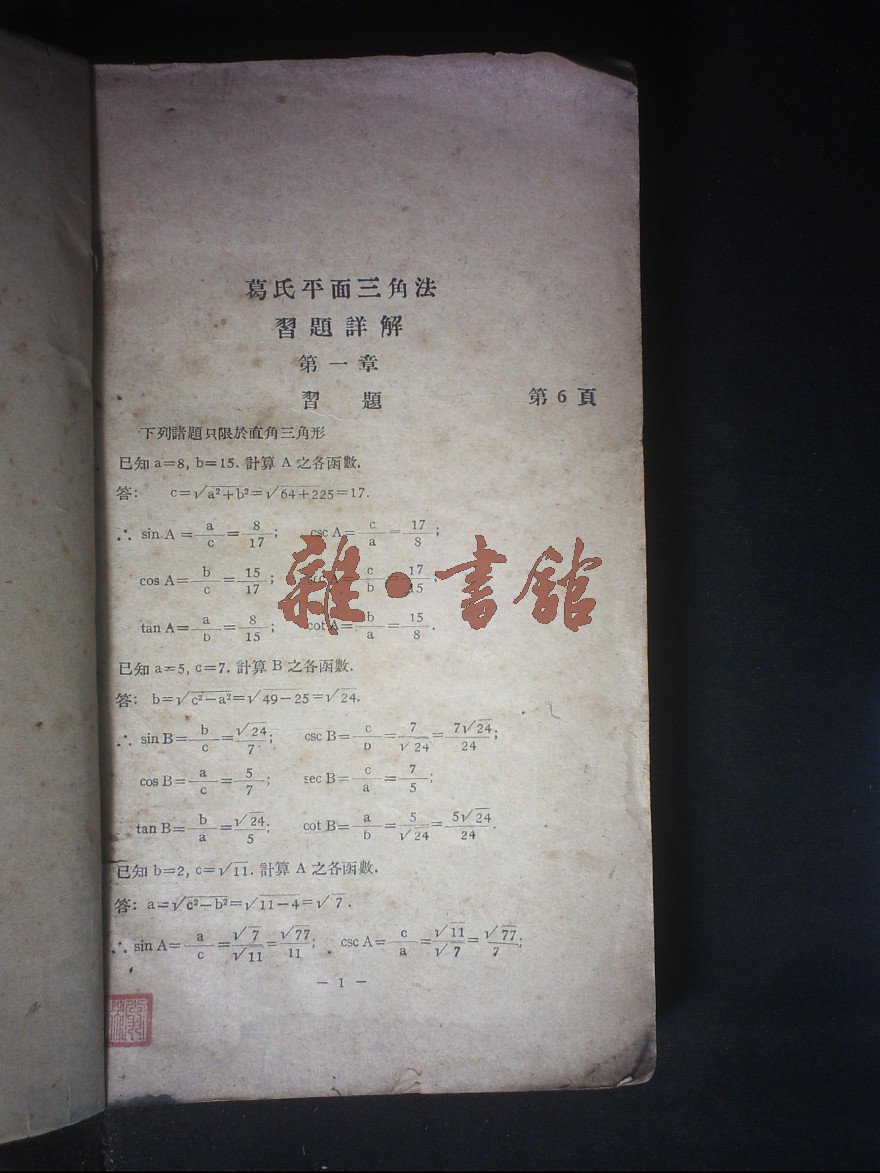 葛氏平面三角法
習題詳解
第一章
習題 第6頁
下列諸題只限於直角三角形
已知 a=8, b=15. 計算 A 之各函數.
答: c=√a²+b²=√64+225=17.
∴ sin A = a/c = 8/17; csc A= c/a = 17/8;
cos A= b/c = 15/17; = c/b = 17/15
tan A= a/b = 8/15; cot A= b/a = 15/8.
已知 a=5, c=7. 計算 B 之各函數.
答: b=√c²−a²=√49−25=√24.
∴ sin B= b/c = √24/7; csc B= c/b = 7/√24 = 7√24/24;
cos B= a/c = 5/7; sec B= c/a = 7/5;
tan B= b/a = √24/5; cot B= a/b = 5/√24 = 5√24/24.
已知 b=2, c=√11. 計算 A 之各函數.
答: a=√c²−b²=√11−4=√7.
∴ sin A= a/c = √7/√11 = √77/11; csc A= c/a = √11/√7 = √77/7;
— 1 —
雜·書館